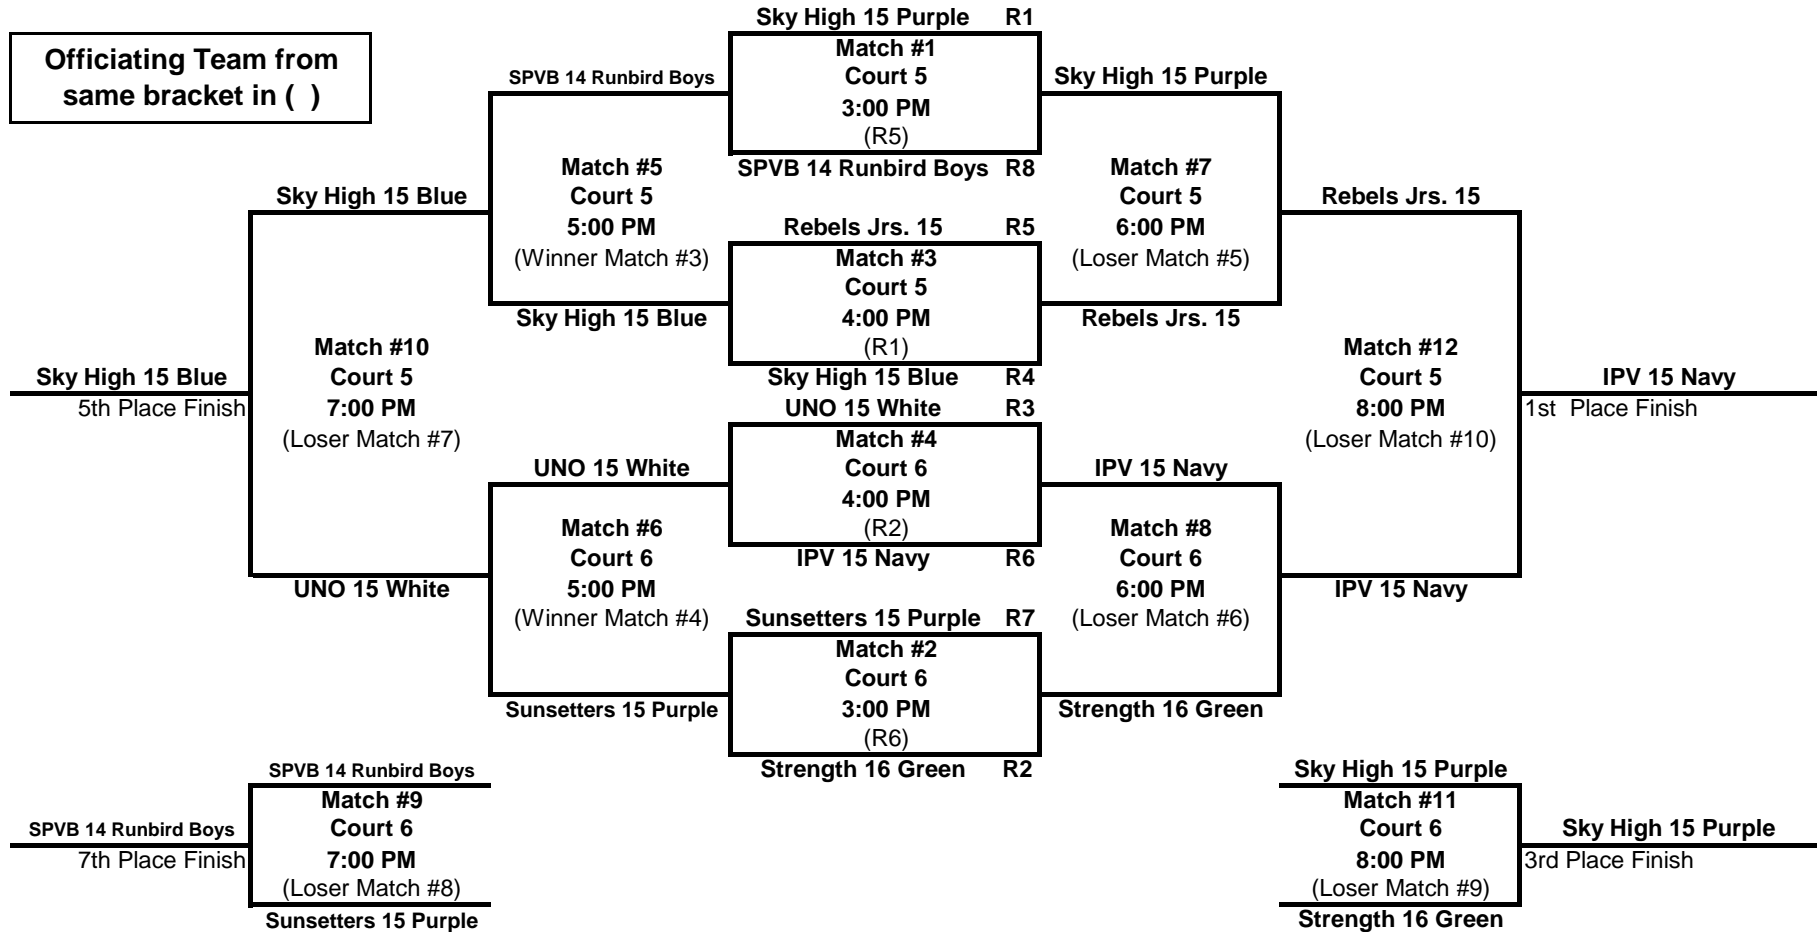 Officiating Team from
same bracket in (  )
Sky High 15 Purple R1
Match #1
Court 5
3:00 PM
(R5)
SPVB 14 Runbird Boys R8
SPVB 14 Runbird Boys
Match #5
Court 5
5:00 PM
(Winner Match #3)
Sky High 15 Blue
Sky High 15 Purple
Match #7
Court 5
6:00 PM
(Loser Match #5)
Rebels Jrs. 15
Rebels Jrs. 15 R5
Match #3
Court 5
4:00 PM
(R1)
Sky High 15 Blue R4
Sky High 15 Blue
Match #10
Court 5
7:00 PM
(Loser Match #7)
UNO 15 White
Sky High 15 Blue
5th Place Finish
UNO 15 White R3
Match #4
Court 6
4:00 PM
(R2)
IPV 15 Navy R6
UNO 15 White
Match #6
Court 6
5:00 PM
(Winner Match #4)
Sunsetters 15 Purple
IPV 15 Navy
Match #8
Court 6
6:00 PM
(Loser Match #6)
Strength 16 Green
Sunsetters 15 Purple R7
Match #2
Court 6
3:00 PM
(R6)
Strength 16 Green R2
Rebels Jrs. 15
Match #12
Court 5
8:00 PM
(Loser Match #10)
IPV 15 Navy
IPV 15 Navy
1st  Place Finish
SPVB 14 Runbird Boys
Match #9
Court 6
7:00 PM
(Loser Match #8)
Sunsetters 15 Purple
SPVB 14 Runbird Boys
7th Place Finish
Sky High 15 Purple
Match #11
Court 6
8:00 PM
(Loser Match #9)
Strength 16 Green
Sky High 15 Purple
3rd Place Finish